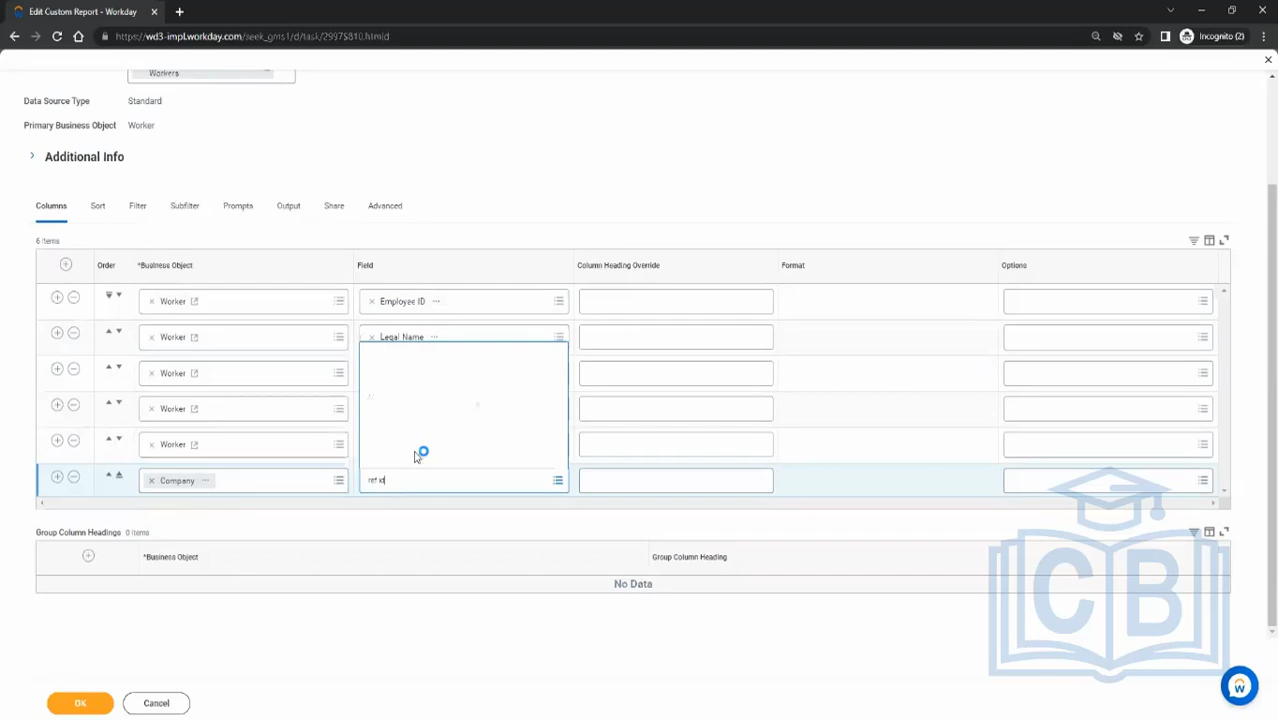 Edit Custom Report - Workday
https://wd3-impl.workday.com/seek_gms1/d/task/2997$810.htmld
Incognito (2)
Workers
Data Source Type Standard
Primary Business Object Worker
Additional Info
Columns Sort Filter Subfilter Prompts Output Share Advanced
6 items
Order *Business Object Field Column Heading Override Format Options
Worker Employee ID
Worker Legal Name
Worker
Worker
Worker
Company ref id
Group Column Headings 0 items
*Business Object Group Column Heading
No Data
OK Cancel
CB